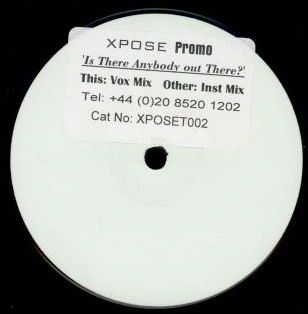 XPOSE Promo
'Is There Anybody out There?'
This: Vox Mix Other: Inst Mix
Tel: +44 (0)20 8520 1202
Cat No: XPOSET002